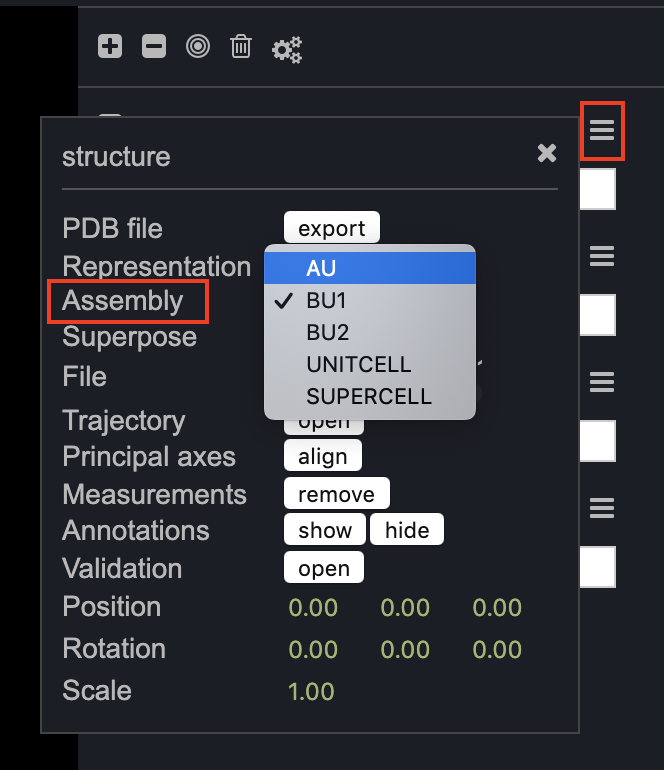 structure
PDB file export
Representation
AU
Assembly
BU1
Superpose
BU2
File
UNITCELL
SUPERCELL
Trajectory open
Principal axes align
Measurements remove
Annotations show hide
Validation open
Position 0.00 0.00 0.00
Rotation 0.00 0.00 0.00
Scale 1.00